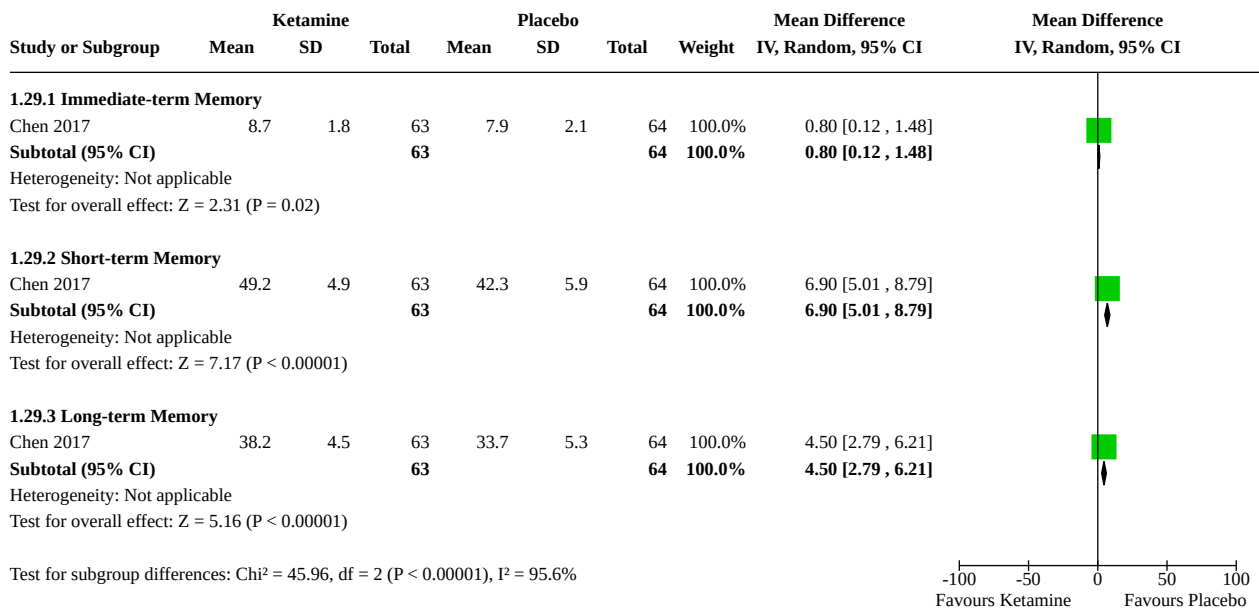 Ketamine Placebo Mean Difference Mean Difference
Study or Subgroup Mean SD Total Mean SD Total Weight IV, Random, 95% CI IV, Random, 95% CI
1.29.1 Immediate-term Memory
Chen 2017 8.7 1.8 63 7.9 2.1 64 100.0% 0.80 [0.12 , 1.48]
Subtotal (95% CI) 63 64 100.0% 0.80 [0.12 , 1.48]
Heterogeneity: Not applicable
Test for overall effect: Z = 2.31 (P = 0.02)
1.29.2 Short-term Memory
Chen 2017 49.2 4.9 63 42.3 5.9 64 100.0% 6.90 [5.01 , 8.79]
Subtotal (95% CI) 63 64 100.0% 6.90 [5.01 , 8.79]
Heterogeneity: Not applicable
Test for overall effect: Z = 7.17 (P < 0.00001)
1.29.3 Long-term Memory
Chen 2017 38.2 4.5 63 33.7 5.3 64 100.0% 4.50 [2.79 , 6.21]
Subtotal (95% CI) 63 64 100.0% 4.50 [2.79 , 6.21]
Heterogeneity: Not applicable
Test for overall effect: Z = 5.16 (P < 0.00001)
Test for subgroup differences: Chi² = 45.96, df = 2 (P < 0.00001), I² = 95.6%
-100 -50 0 50 100
Favours Ketamine Favours Placebo